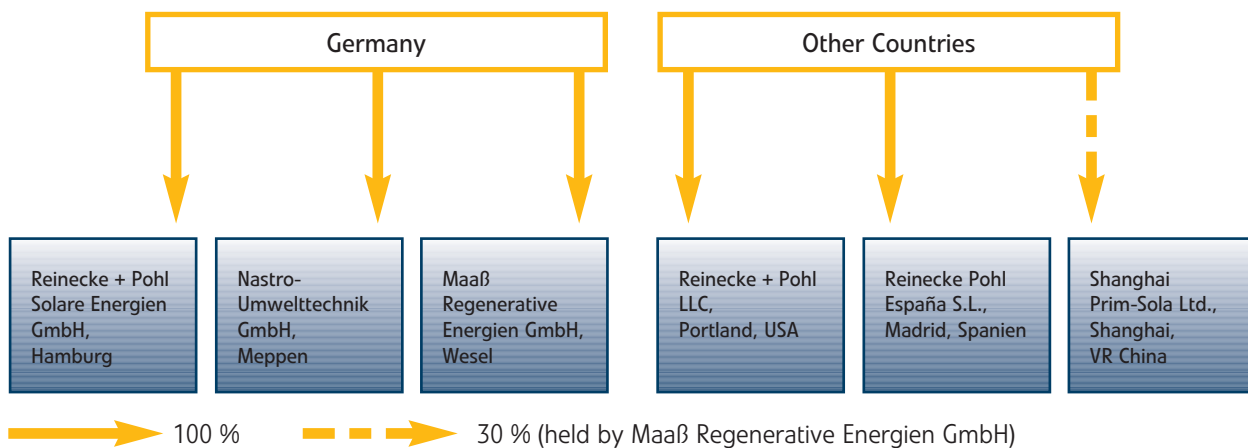 Germany
Other Countries
Reinecke + Pohl
Solare Energien
GmbH,
Hamburg
Nastro-
Umwelttechnik
GmbH,
Meppen
Maaß
Regenerative
Energien GmbH,
Wesel
Reinecke + Pohl
LLC,
Portland, USA
Reinecke Pohl
España S.L.,
Madrid, Spanien
Shanghai
Prim-Sola Ltd.,
Shanghai,
VR China
100 %
30 % (held by Maaß Regenerative Energien GmbH)